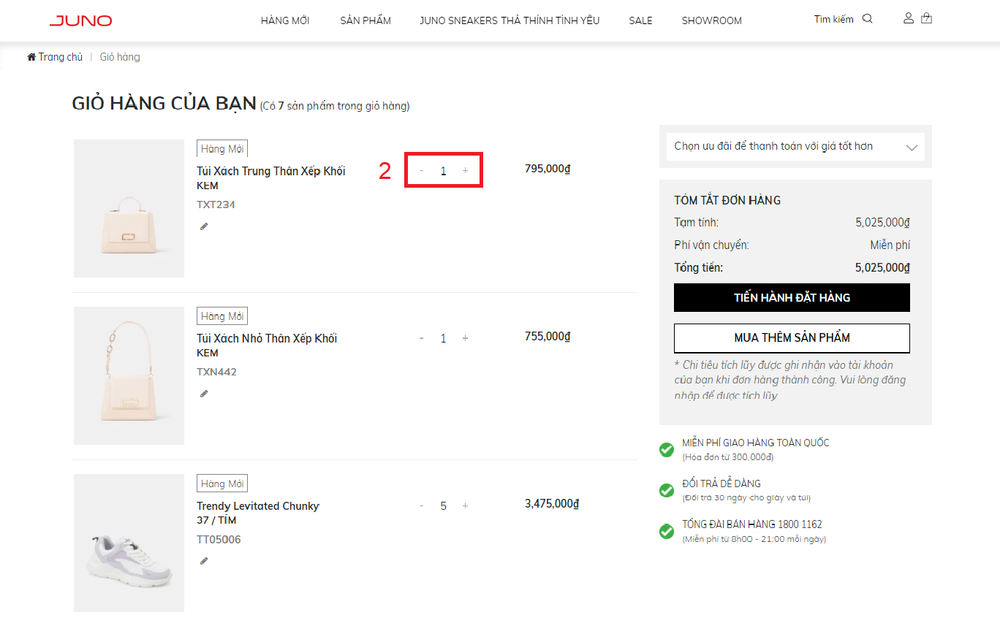 JUNO
HÀNG MỚI
SẢN PHẨM
JUNO SNEAKERS THẢ THÍNH TÌNH YÊU
SALE
SHOWROOM
Tìm kiếm
7
Trang chủ | Giỏ hàng
GIỎ HÀNG CỦA BẠN (Có 7 sản phẩm trong giỏ hàng)
Hàng Mới
Túi Xách Trung Thân Xếp Khối
KEM
TXT234
2
- 1 +
795,000₫
Hàng Mới
Túi Xách Nhỏ Thân Xếp Khối
KEM
TXN442
- 1 +
755,000₫
Hàng Mới
Trendy Levitated Chunky
37 / TÍM
TT05006
- 5 +
3,475,000₫
Chọn ưu đãi để thanh toán với giá tốt hơn
TÓM TẮT ĐƠN HÀNG
Tạm tính: 5,025,000₫
Phí vận chuyển: Miễn phí
Tổng tiền: 5,025,000₫
TIẾN HÀNH ĐẶT HÀNG
MUA THÊM SẢN PHẨM
* Chi tiêu tích lũy được ghi nhận vào tài khoản
của bạn khi đơn hàng thành công. Vui lòng đăng
nhập để được tích lũy
MIỄN PHÍ GIAO HÀNG TOÀN QUỐC
(Hóa đơn từ 300,000đ)
ĐỔI TRẢ DỄ DÀNG
(Đổi trả 30 ngày cho giày và túi)
TỔNG ĐÀI BÁN HÀNG 1800 1162
(Miễn phí từ 8h00 - 21:00 mỗi ngày)